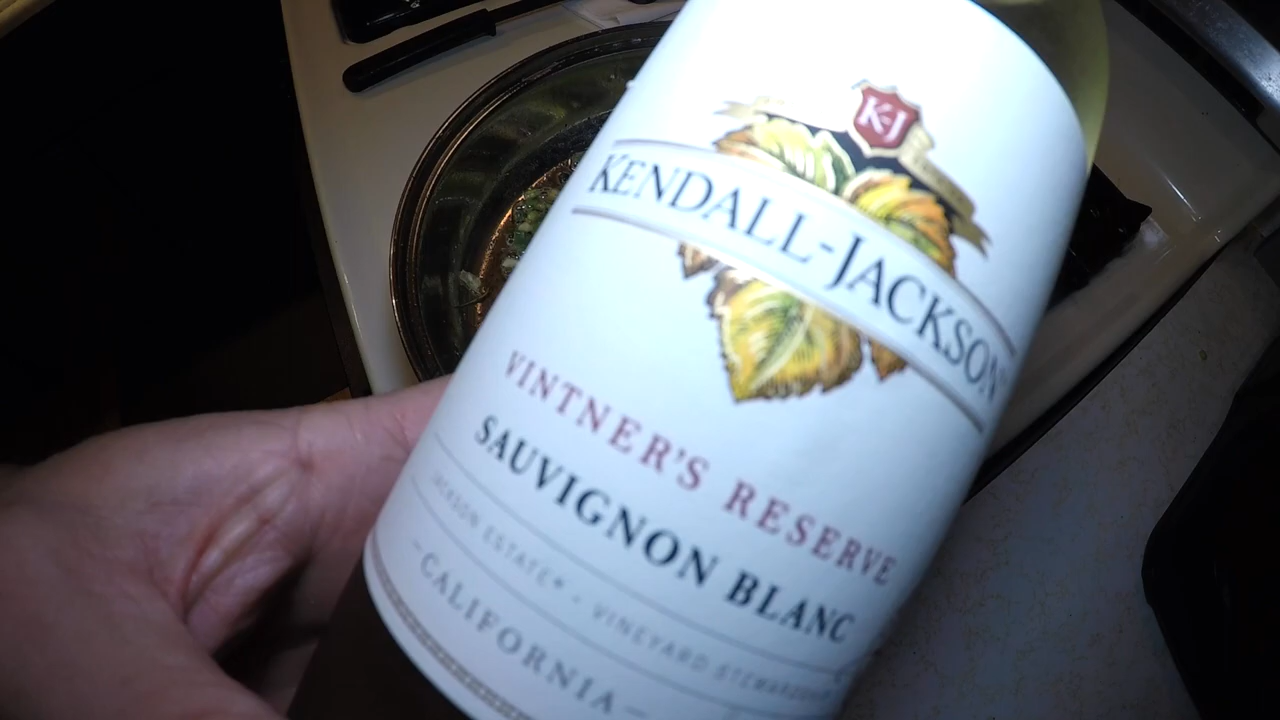 K-J
KENDALL-JACKSON
VINTNER'S RESERVE
SAUVIGNON BLANC
JACKSON ESTATE • VINEYARD STEWARDSHIP
- CALIFORNIA -